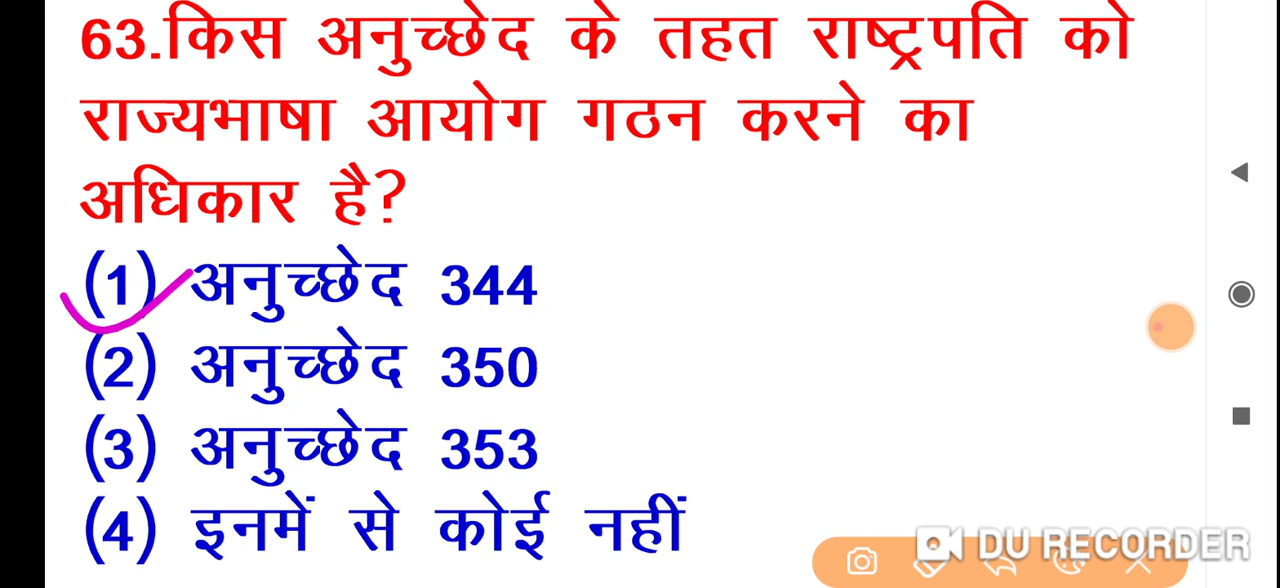 63.किस अनुच्छेद के तहत राष्ट्रपति को
राज्यभाषा आयोग गठन करने का
अधिकार है?
(1) अनुच्छेद 344
(2) अनुच्छेद 350
(3) अनुच्छेद 353
(4) इनमें से कोई नहीं
DU RECORDER